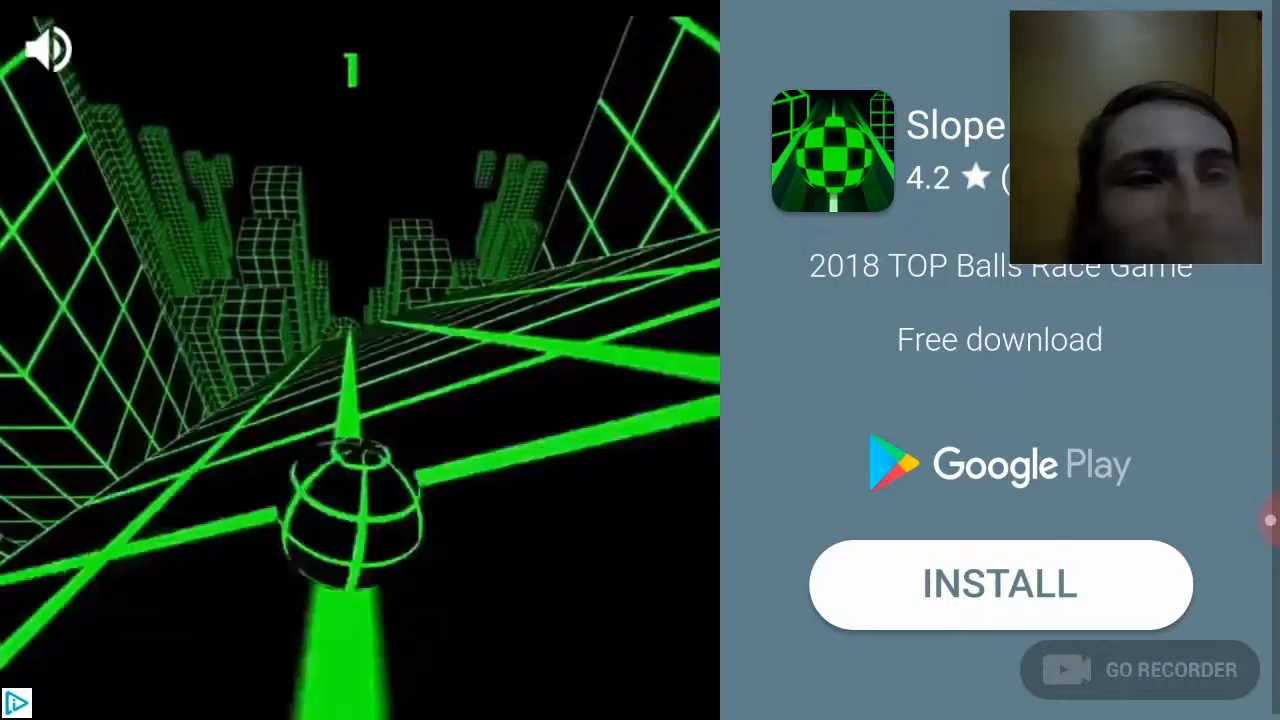 1
Slope
4.2 ★ (
2018 TOP Balls Race Game
Free download
Google Play
INSTALL
GO RECORDER